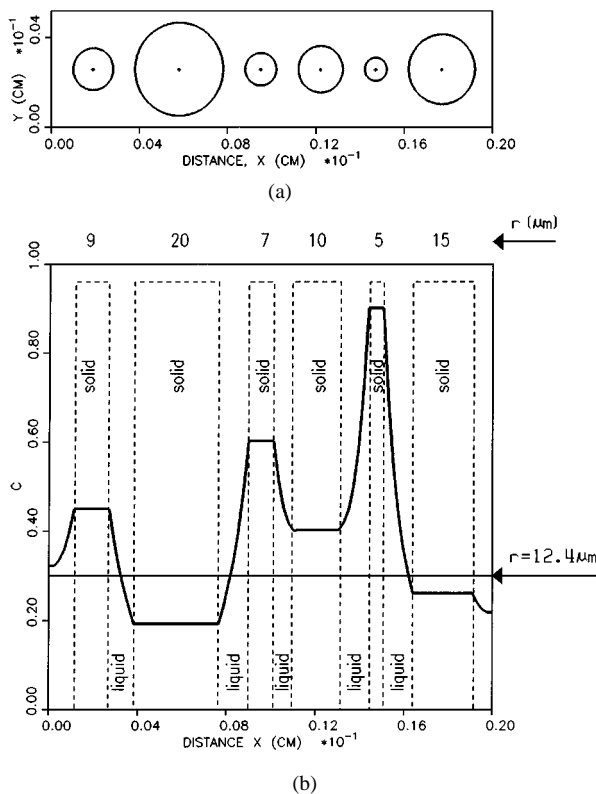 Y (CM) *10⁻¹
0.04
0.00
0.00 0.04 0.08 0.12 0.16 0.20
DISTANCE, X (CM) *10⁻¹
(a)
r (μm)
9 20 7 10 5 15
1.00
0.80
0.60
0.40
0.20
0.00
C
solid solid solid solid solid solid
r=12.4μm
liquid liquid liquid liquid liquid
0.00 0.04 0.08 0.12 0.16 0.20
DISTANCE X (CM) *10⁻¹
(b)